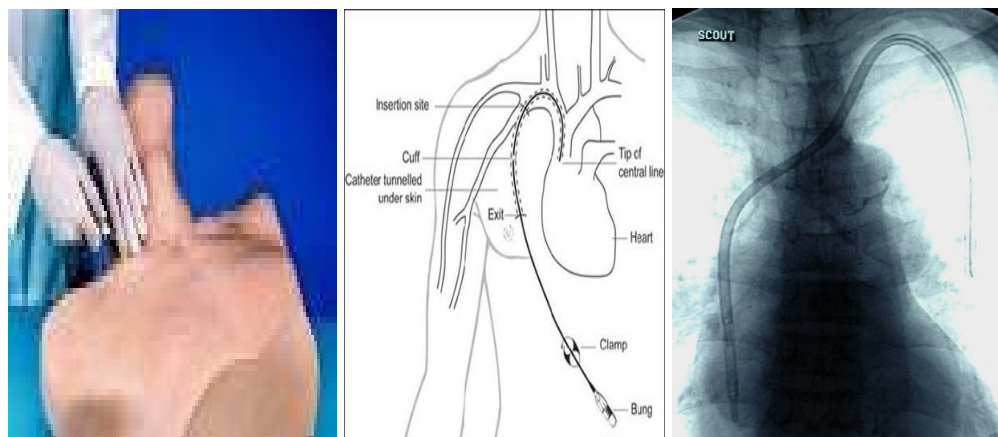 Insertion site
Cuff
Catheter tunnelled
under skin
Exit
Tip of
central line
Heart
Clamp
Bung
SCOUT